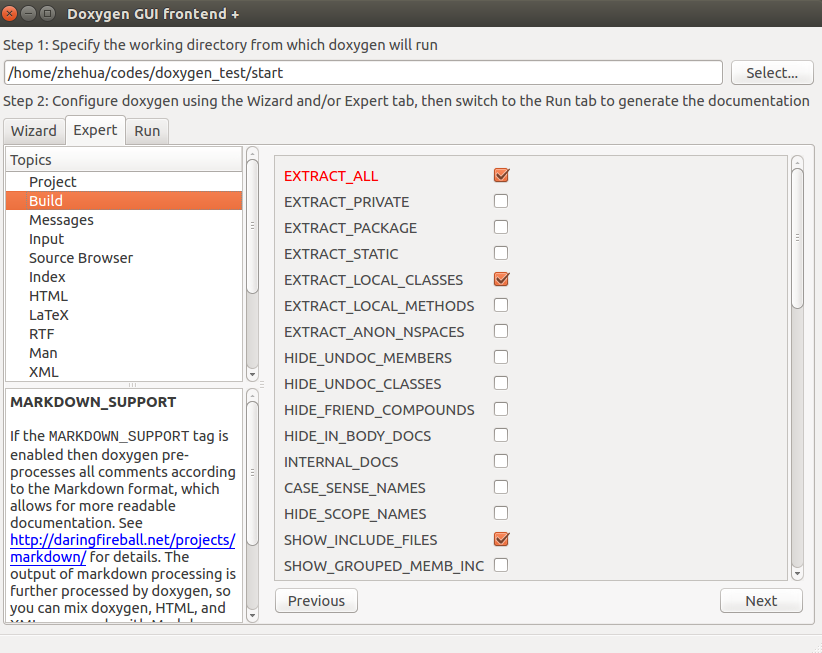 Doxygen GUI frontend +
Step 1: Specify the working directory from which doxygen will run
/home/zhehua/codes/doxygen_test/start
Select...
Step 2: Configure doxygen using the Wizard and/or Expert tab, then switch to the Run tab to generate the documentation
Wizard Expert Run
Topics
Project
Build
Messages
Input
Source Browser
Index
HTML
LaTeX
RTF
Man
XML
MARKDOWN_SUPPORT
If the MARKDOWN_SUPPORT tag is
enabled then doxygen pre-
processes all comments according
to the Markdown format, which
allows for more readable
documentation. See
http://daringfireball.net/projects/
markdown/ for details. The
output of markdown processing is
further processed by doxygen, so
you can mix doxygen, HTML, and
EXTRACT_ALL
EXTRACT_PRIVATE
EXTRACT_PACKAGE
EXTRACT_STATIC
EXTRACT_LOCAL_CLASSES
EXTRACT_LOCAL_METHODS
EXTRACT_ANON_NSPACES
HIDE_UNDOC_MEMBERS
HIDE_UNDOC_CLASSES
HIDE_FRIEND_COMPOUNDS
HIDE_IN_BODY_DOCS
INTERNAL_DOCS
CASE_SENSE_NAMES
HIDE_SCOPE_NAMES
SHOW_INCLUDE_FILES
SHOW_GROUPED_MEMB_INC
Previous
Next